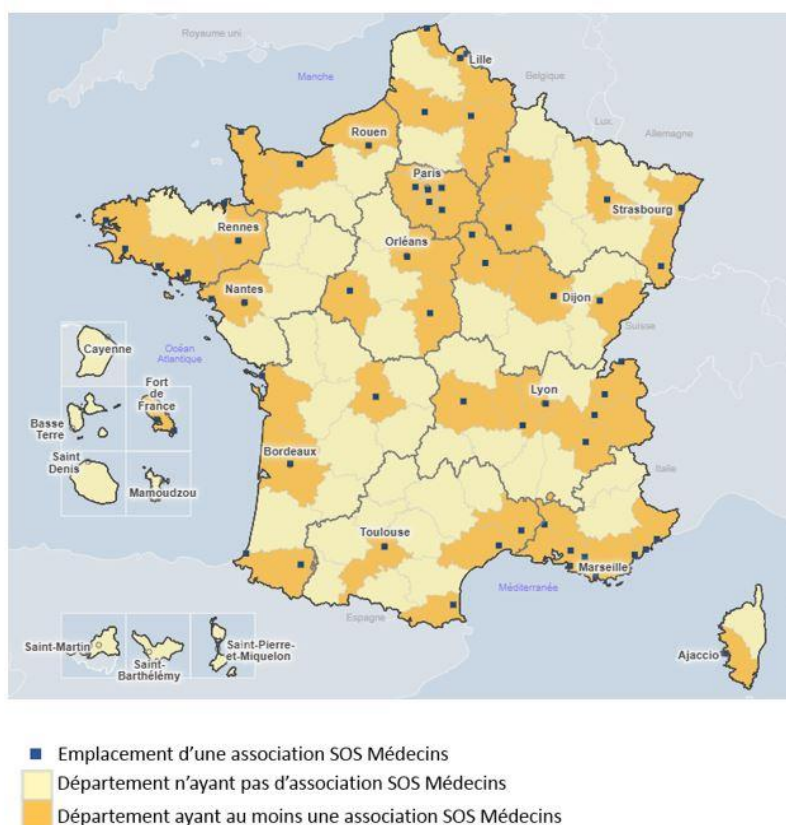 Royaume uni
Lille
Manche
Belgique
Lux.
Allemagne
Rouen
Paris
Strasbourg
Rennes
Orléans
Nantes
Dijon
Suisse
Cayenne
Océan
Atlantique
Fort
de
France
Lyon
Basse
Terre
Saint
Denis
Bordeaux
Mamoudzou
Italie
Toulouse
Marseille
Méditerranée
Espagne
Saint-Martin
Saint-
Barthélémy
Saint-Pierre-
et-Miquelon
Ajaccio
Emplacement d'une association SOS Médecins
Département n'ayant pas d'association SOS Médecins
Département ayant au moins une association SOS Médecins